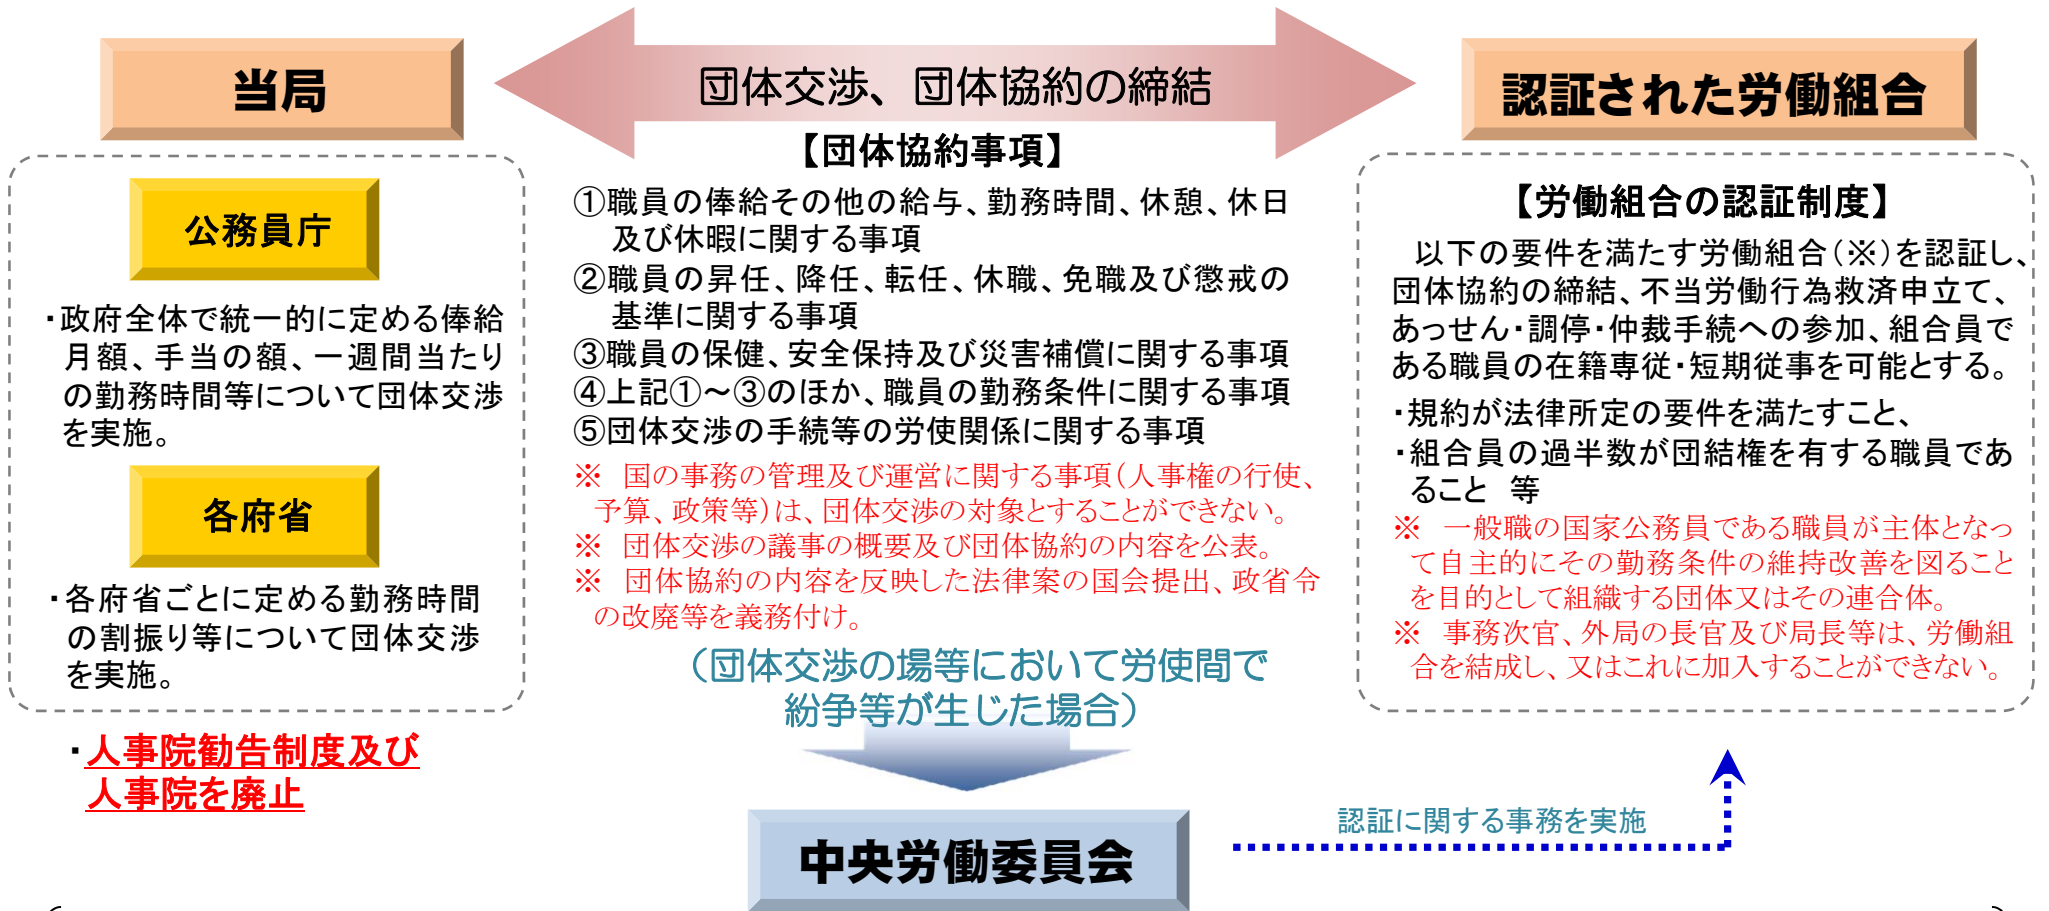 当局
公務員庁
・政府全体で統一的に定める俸給
月額、手当の額、一週間当たり
の勤務時間等について団体交渉
を実施。
各府省
・各府省ごとに定める勤務時間
の割振り等について団体交渉
を実施。
・人事院勧告制度及び
人事院を廃止
団体交渉、団体協約の締結
【団体協約事項】
①職員の俸給その他の給与、勤務時間、休憩、休日
及び休暇に関する事項
②職員の昇任、降任、転任、休職、免職及び懲戒の
基準に関する事項
③職員の保健、安全保持及び災害補償に関する事項
④上記①～③のほか、職員の勤務条件に関する事項
⑤団体交渉の手続等の労使関係に関する事項
※　国の事務の管理及び運営に関する事項（人事権の行使、
予算、政策等）は、団体交渉の対象とすることができない。
※　団体交渉の議事の概要及び団体協約の内容を公表。
※　団体協約の内容を反映した法律案の国会提出、政省令
の改廃等を義務付け。
（団体交渉の場等において労使間で
紛争等が生じた場合）
中央労働委員会
認証された労働組合
【労働組合の認証制度】
以下の要件を満たす労働組合（※）を認証し、
団体協約の締結、不当労働行為救済申立て、
あっせん・調停・仲裁手続への参加、組合員で
ある職員の在籍専従・短期従事を可能とする。
・規約が法律所定の要件を満たすこと、
・組合員の過半数が団結権を有する職員であ
ること　等
※　一般職の国家公務員である職員が主体となっ
て自主的にその勤務条件の維持改善を図ること
を目的として組織する団体又はその連合体。
※　事務次官、外局の長官及び局長等は、労働組
合を結成し、又はこれに加入することができない。
認証に関する事務を実施